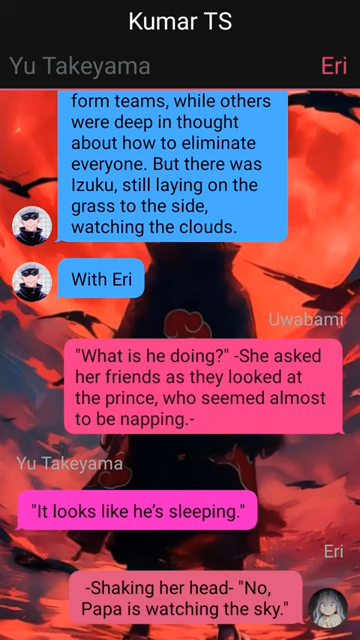 Kumar TS
Yu Takeyama
Eri
form teams, while others
were deep in thought
about how to eliminate
everyone. But there was
Izuku, still laying on the
grass to the side,
watching the clouds.
With Eri
Uwabami
"What is he doing?" -She asked
her friends as they looked at
the prince, who seemed almost
to be napping.-
Yu Takeyama
"It looks like he's sleeping."
Eri
-Shaking her head- "No,
Papa is watching the sky."